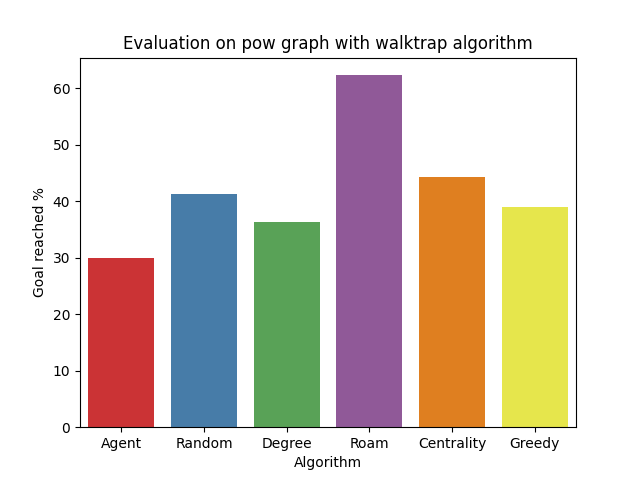 Evaluation on pow graph with walktrap algorithm
Goal reached %
60
50
40
30
20
10
0
Agent Random Degree Roam Centrality Greedy
Algorithm